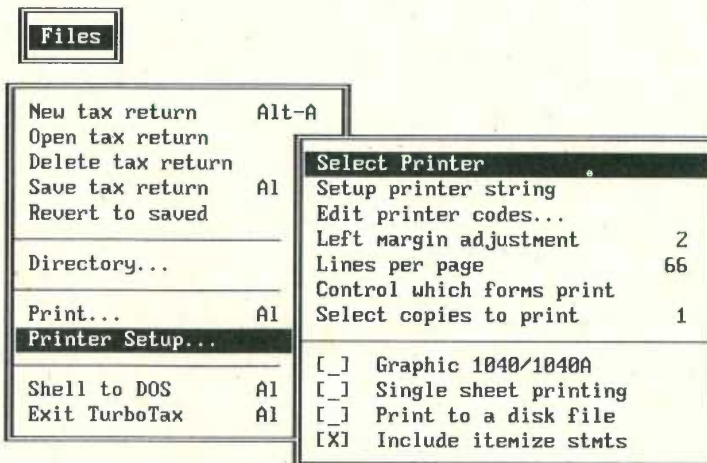 Files
New tax return Alt-A
Open tax return
Delete tax return
Save tax return Al
Revert to saved
Directory...
Print... Al
Printer Setup...
Shell to DOS Al
Exit TurboTax Al
Select Printer
Setup printer string
Edit printer codes...
Left margin adjustment 2
Lines per page 66
Control which forms print
Select copies to print 1
[_] Graphic 1040/1040A
[_] Single sheet printing
[_] Print to a disk file
[X] Include itemize stmts